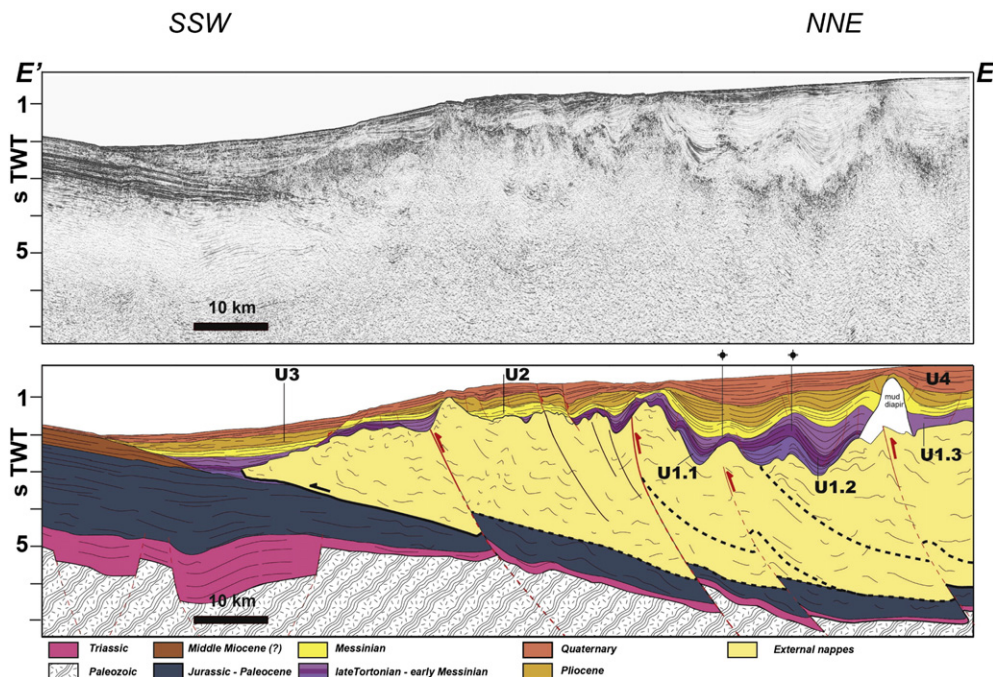 SSW NNE
E' E
1
s TWT
5
10 km
U3 U2 U4
1
mud
diapir
s TWT
U1.1 U1.2 U1.3
5
10 km
Triassic Middle Miocene (?) Messinian Quaternary External nappes
Paleozoic Jurassic - Paleocene lateTortonian - early Messinian Pliocene